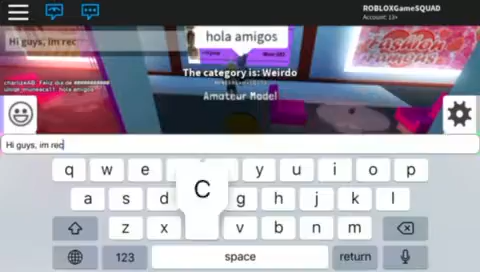 ROBLOXGameSQUAD
Account: 13+
Hi guys, im rec
hola amigos
The category is: Weirdo
Amateur Model
Fashion
Famous
Hi guys, im rec
q w e y u i o p
a s d g h j k l
C
z x v b n m
123 space return